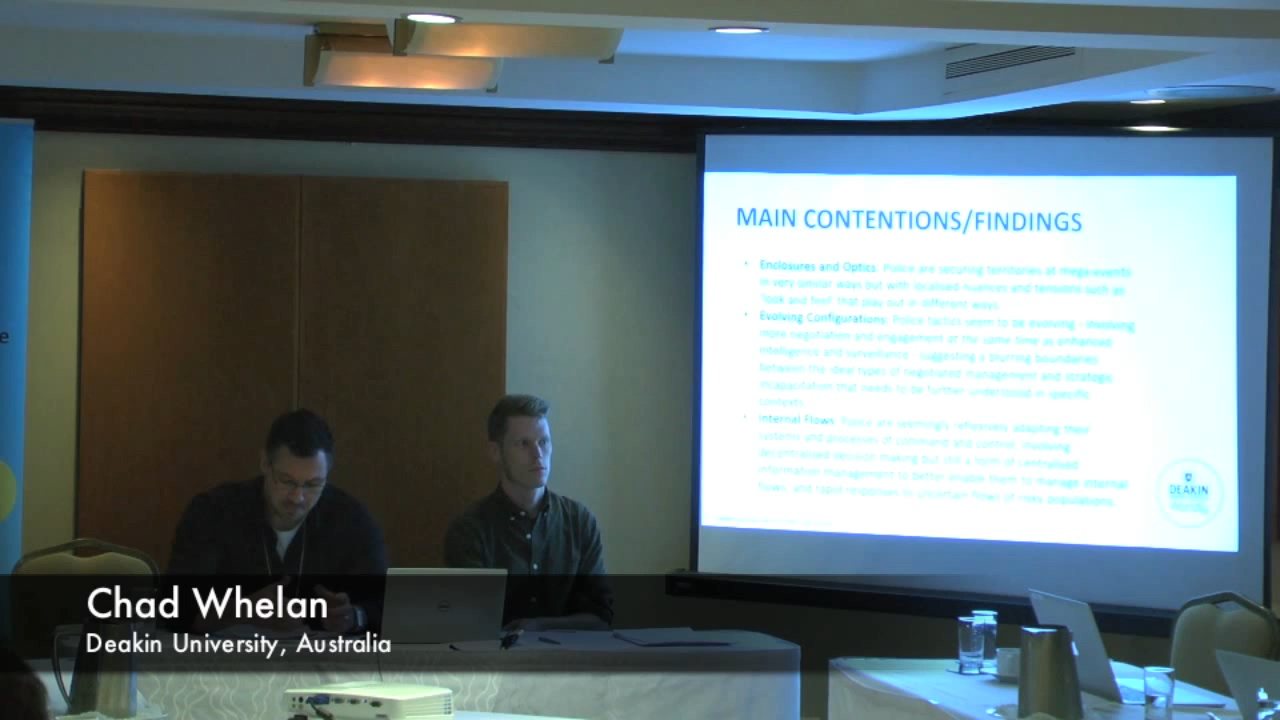 MAIN CONTENTIONS/FINDINGS
• Enclosures and Optics: Police are securing territories of mega-events
in very similar ways but with localised nuances and tensions such as
'look and feel' that play out in different ways.
• Evolving Configurations: Police tactics seem to be evolving - involving
more negotiation and engagement at the same time as enhanced
intelligence and surveillance - suggesting a blurring boundaries
between the ideal types of negotiated management and strategic
incapacitation that needs to be further understood in specific
contexts.
• Internal Flows: Police are seemingly reflexively adapting their
systems and processes of command and control, involving
decentralised decision making but still a form of centralised
information management to better enable them to manage internal
flows, and rapid responses to uncertain flows of risky populations.
DEAKIN
e
Chad Whelan
Deakin University, Australia